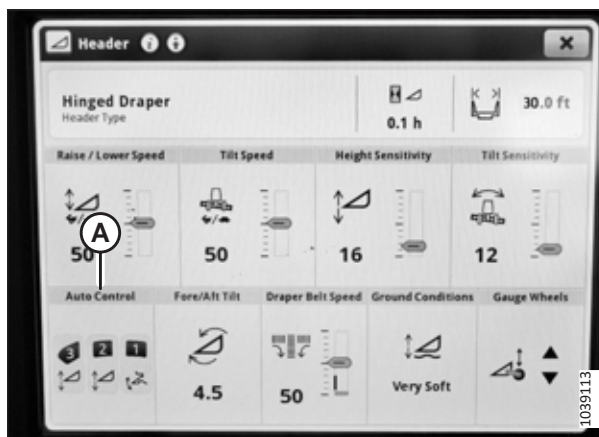 Header
Hinged Draper
Header Type
0.1 h
30.0 ft
Raise / Lower Speed
Tilt Speed
Height Sensitivity
Tilt Sensitivity
A
50
50
16
12
Auto Control
Fore/Aft Tilt
Draper Belt Speed
Ground Conditions
Gauge Wheels
3 2 1
4.5
50
Very Soft
1039113